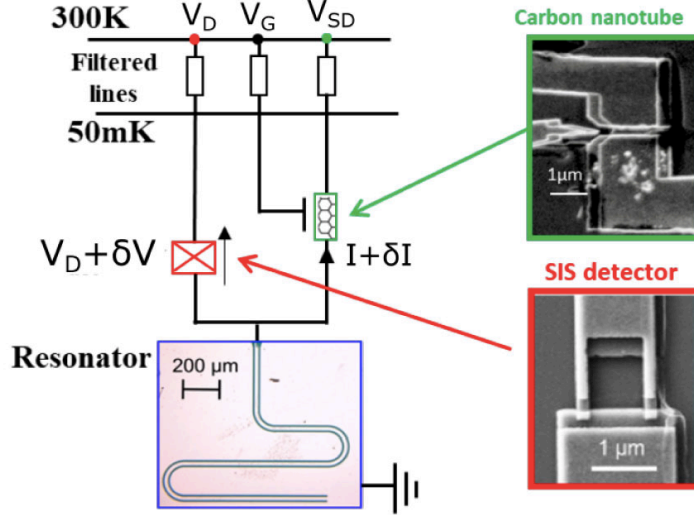 300K
V_D
V_G
V_SD
Filtered
lines
50mK
V_D+δV
I+δI
Resonator
200 μm
Carbon nanotube
1μm
SIS detector
1 μm